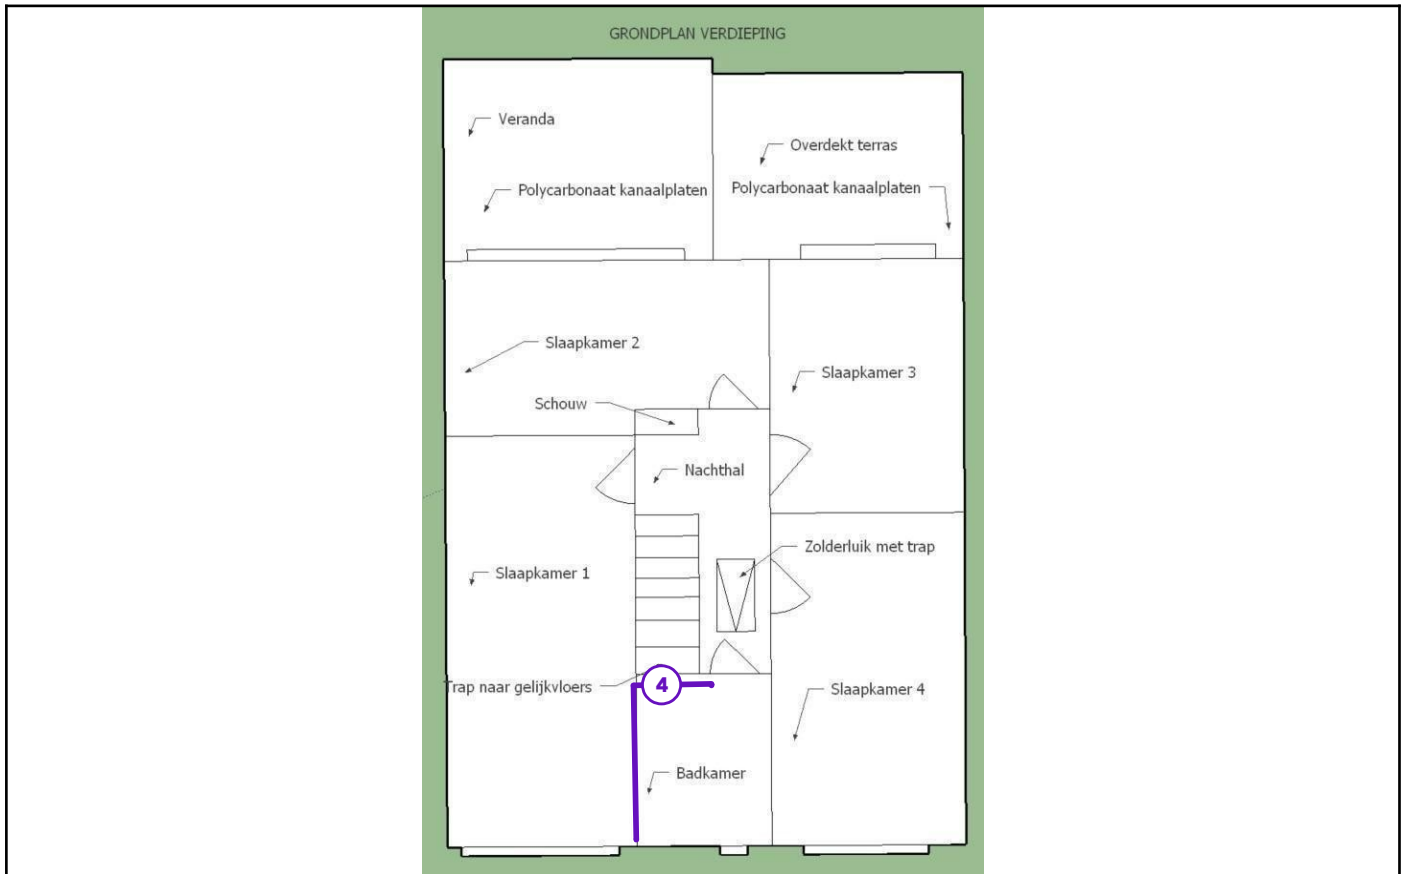 GRONDPLAN VERDIEPING
Veranda
Overdekt terras
Polycarbonaat kanaalplaten
Polycarbonaat kanaalplaten
Slaapkamer 2
Slaapkamer 3
Schouw
Nachthal
Zolderluik met trap
Slaapkamer 1
Trap naar gelijkvloers
4
Slaapkamer 4
Badkamer